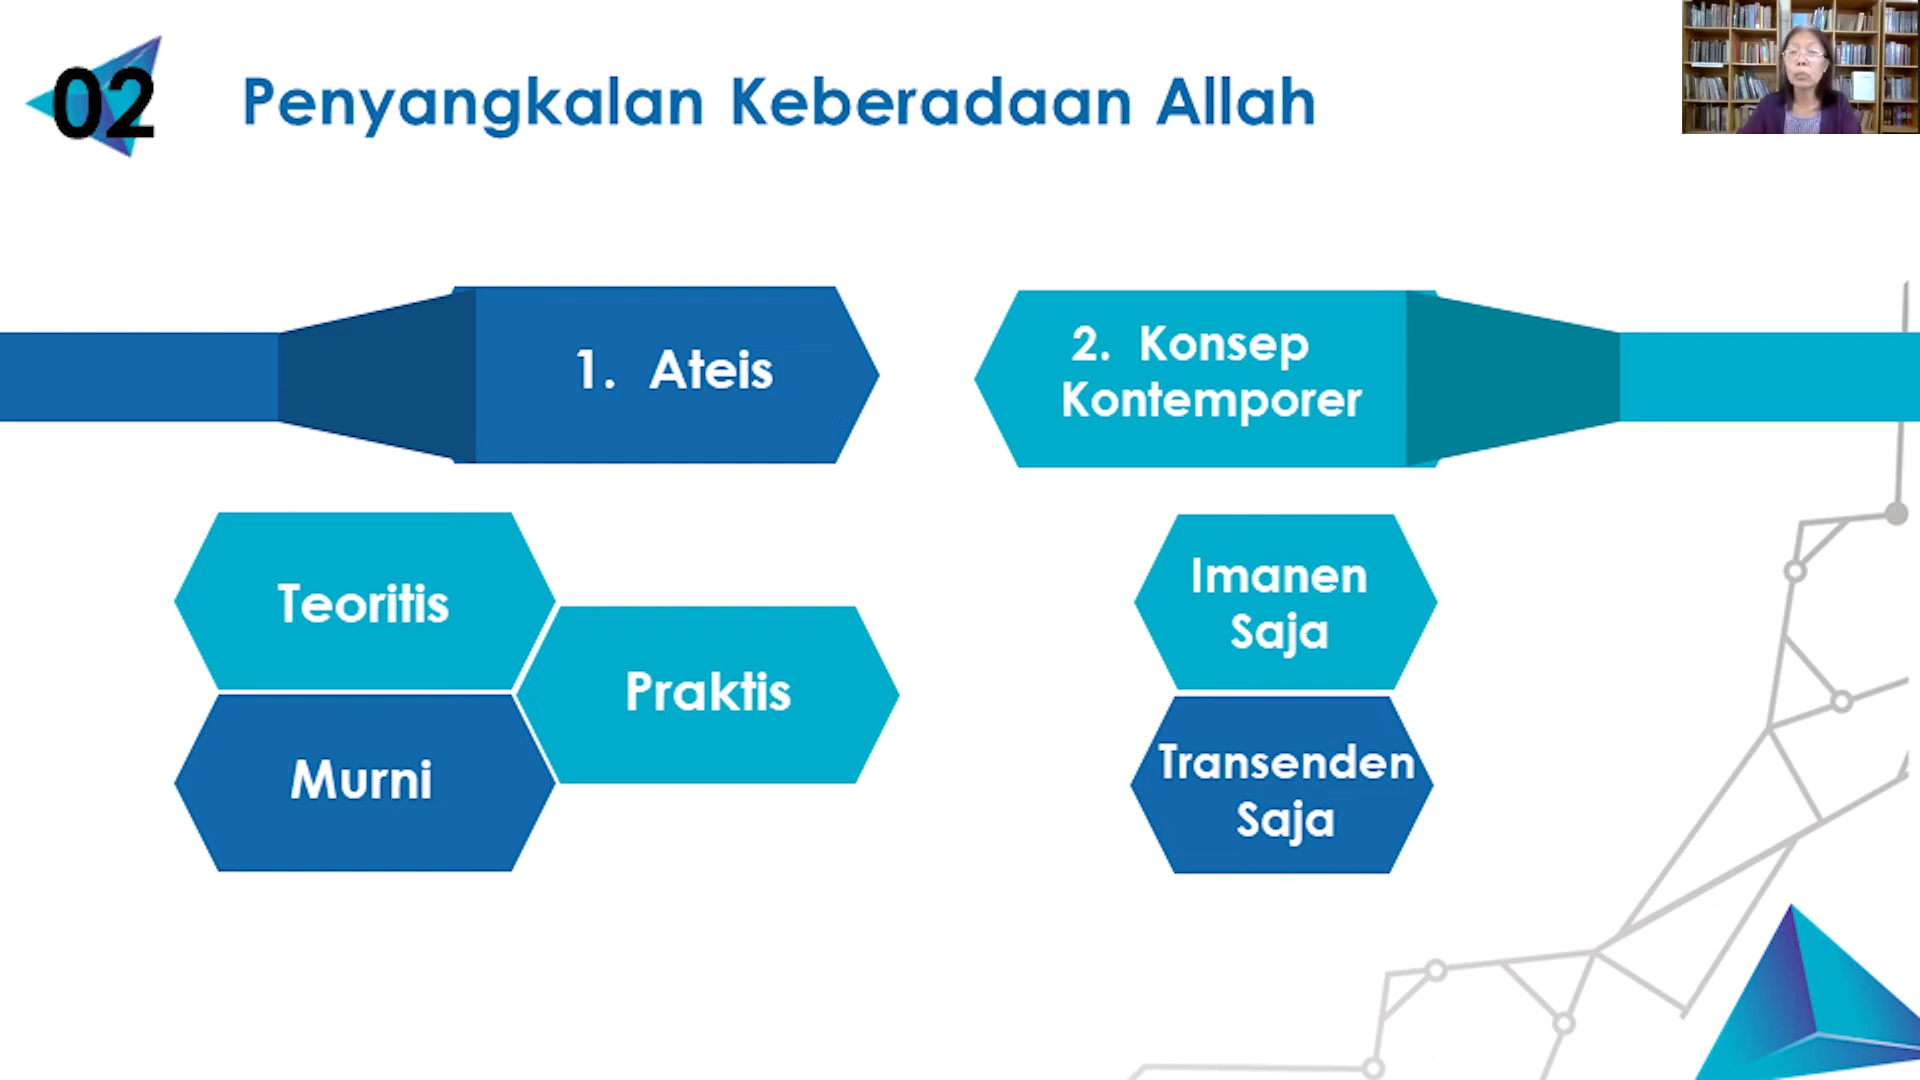 02
Penyangkalan Keberadaan Allah
1. Ateis
2. Konsep
Kontemporer
Teoritis
Praktis
Murni
Imanen
Saja
Transenden
Saja